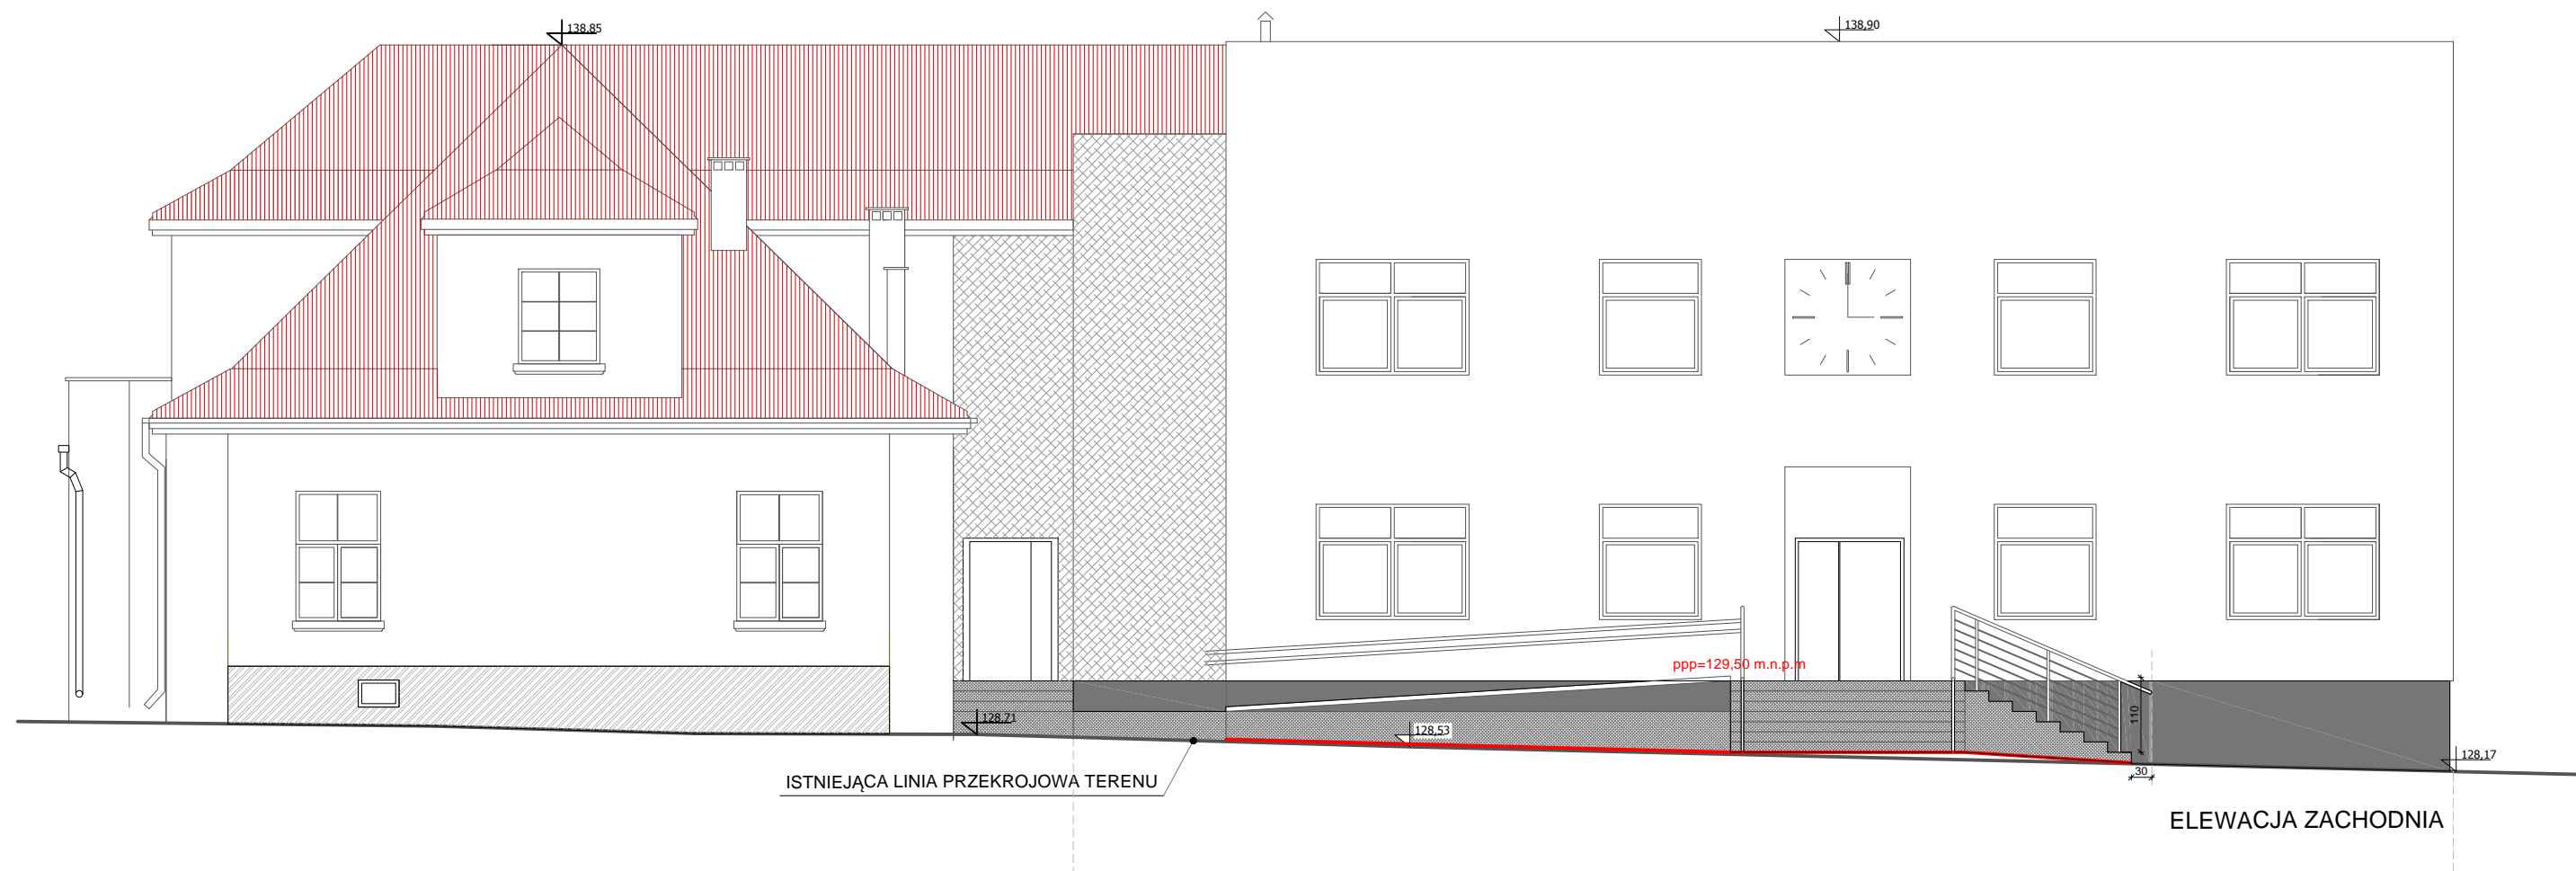 138,85
138,90
ppp=129,50 m.n.p.m
128,71
128,53
110
128,17
30
ISTNIEJĄCA LINIA PRZEKROJOWA TERENU
ELEWACJA ZACHODNIA